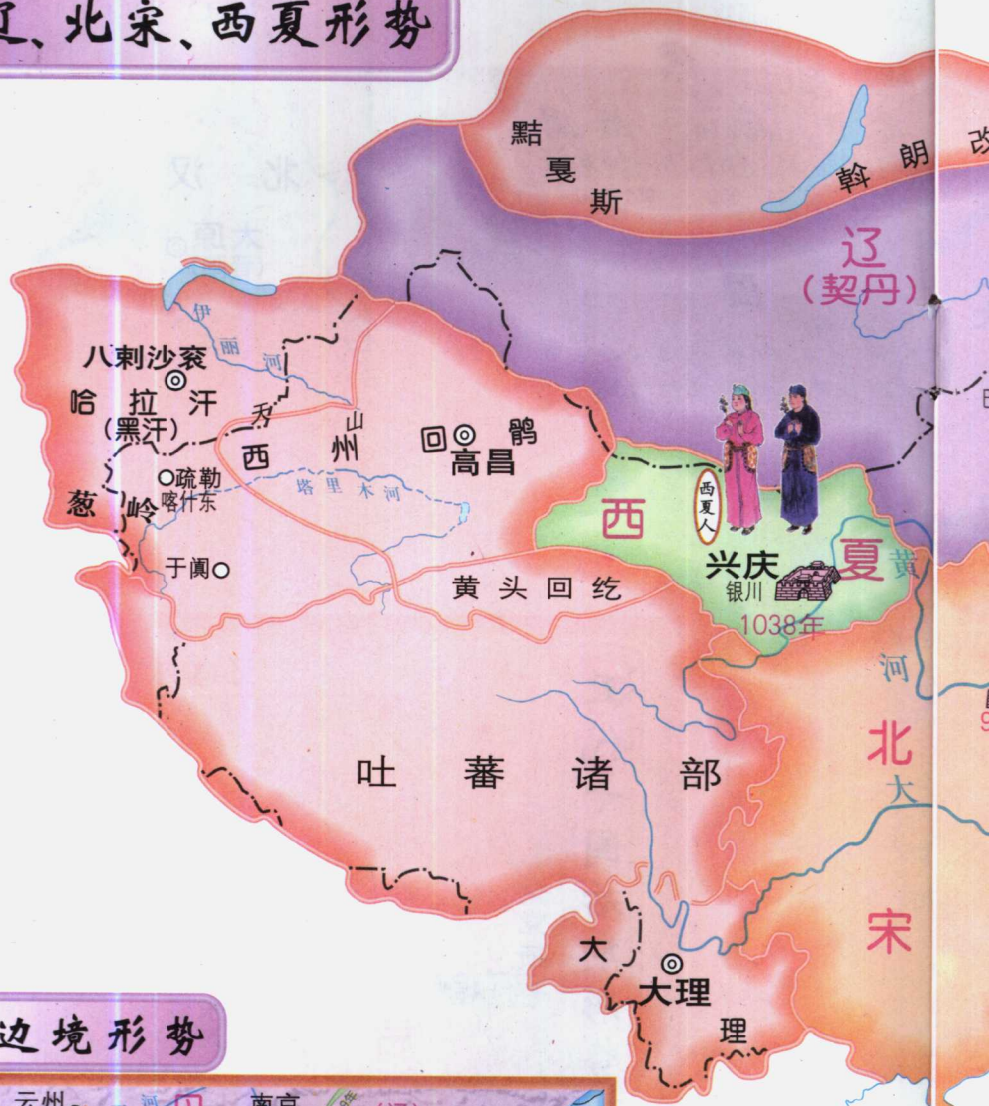 辽、北宋、西夏形势
黠戛斯
斡朗改
辽
(契丹)
伊丽河
八剌沙衮
哈拉汗
(黑汗)
天山
西州回鹘
高昌
疏勒
喀什东
葱岭
塔里木河
于阗
黄头回纥
西夏
西夏人
兴庆
银川
1038年
黄河
吐蕃诸部
北宋
大
大理
大理
边境形势
云州
河
南京